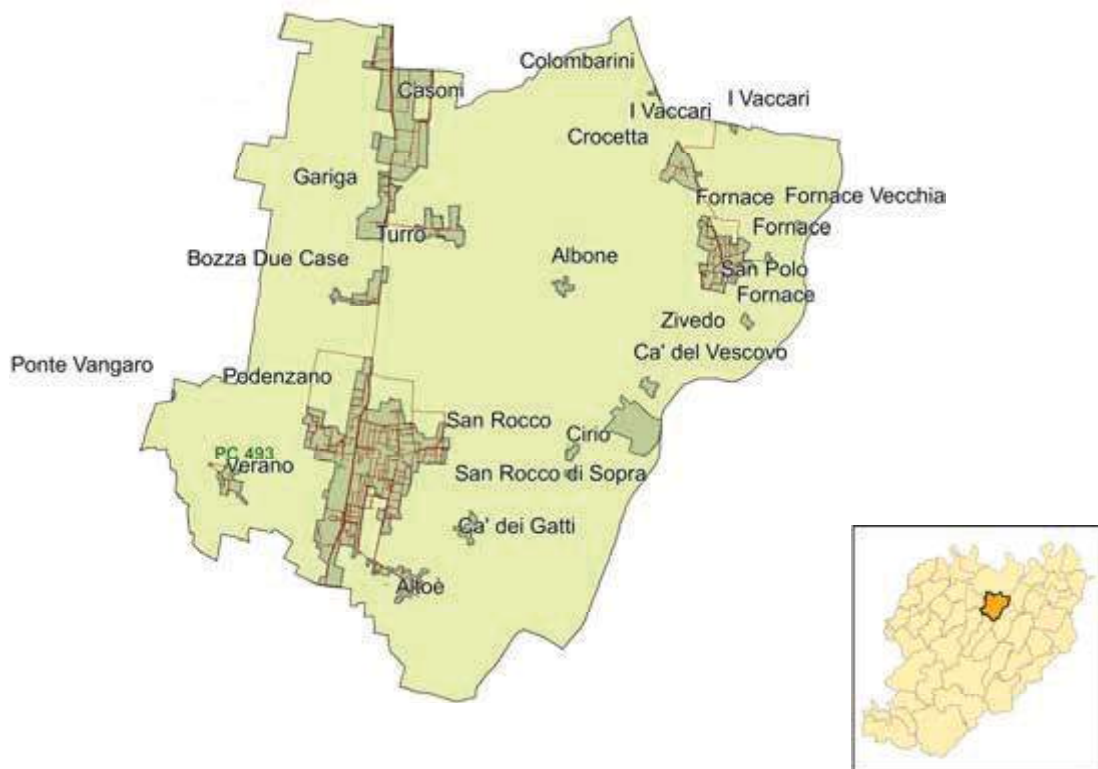 Colombarini
Casoni
I Vaccari
I Vaccari
Crocetta
Gariga
Fornace
Fornace Vecchia
Turro
Fornace
Bozza Due Case
Albone
San Polo
Fornace
Zivedo
Ca' del Vescovo
Ponte Vangaro
Podenzano
San Rocco
Cirio
PC 493
Verano
San Rocco di Sopra
Ca' dei Gatti
Altoè